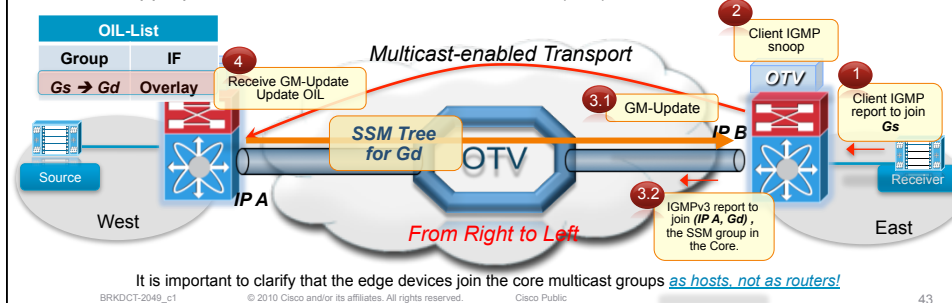 OIL-List
Group IF
Gs → Gd Overlay
4
Receive GM-Update
Update OIL
Multicast-enabled Transport
2
Client IGMP
snoop
OTV
1
Client IGMP
report to join
Gs
3.1
GM-Update
SSM Tree
for Gd
OTV
IP B
IP A
Source
West
Receiver
East
3.2
IGMPv3 report to
join (IP A, Gd) ,
the SSM group in
the Core.
From Right to Left
It is important to clarify that the edge devices join the core multicast groups as hosts, not as routers!
BRKDCT-2049_c1 © 2010 Cisco and/or its affiliates. All rights reserved. Cisco Public 43